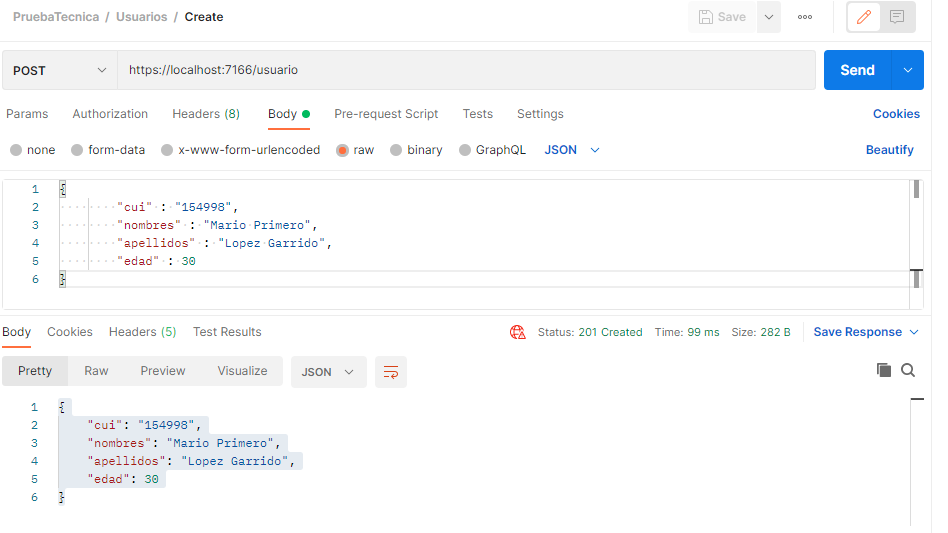 PruebaTecnica / Usuarios / Create
Save
POST
https://localhost:7166/usuario
Send
Params Authorization Headers (8) Body Pre-request Script Tests Settings Cookies
none form-data x-www-form-urlencoded raw binary GraphQL JSON Beautify
1 {
2 "cui" : "154998",
3 "nombres" : "Mario Primero",
4 "apellidos" : "Lopez Garrido",
5 "edad" : 30
6 }
Body Cookies Headers (5) Test Results Status: 201 Created Time: 99 ms Size: 282 B Save Response
Pretty Raw Preview Visualize JSON
1 {
2 "cui": "154998",
3 "nombres": "Mario Primero",
4 "apellidos": "Lopez Garrido",
5 "edad": 30
6 }